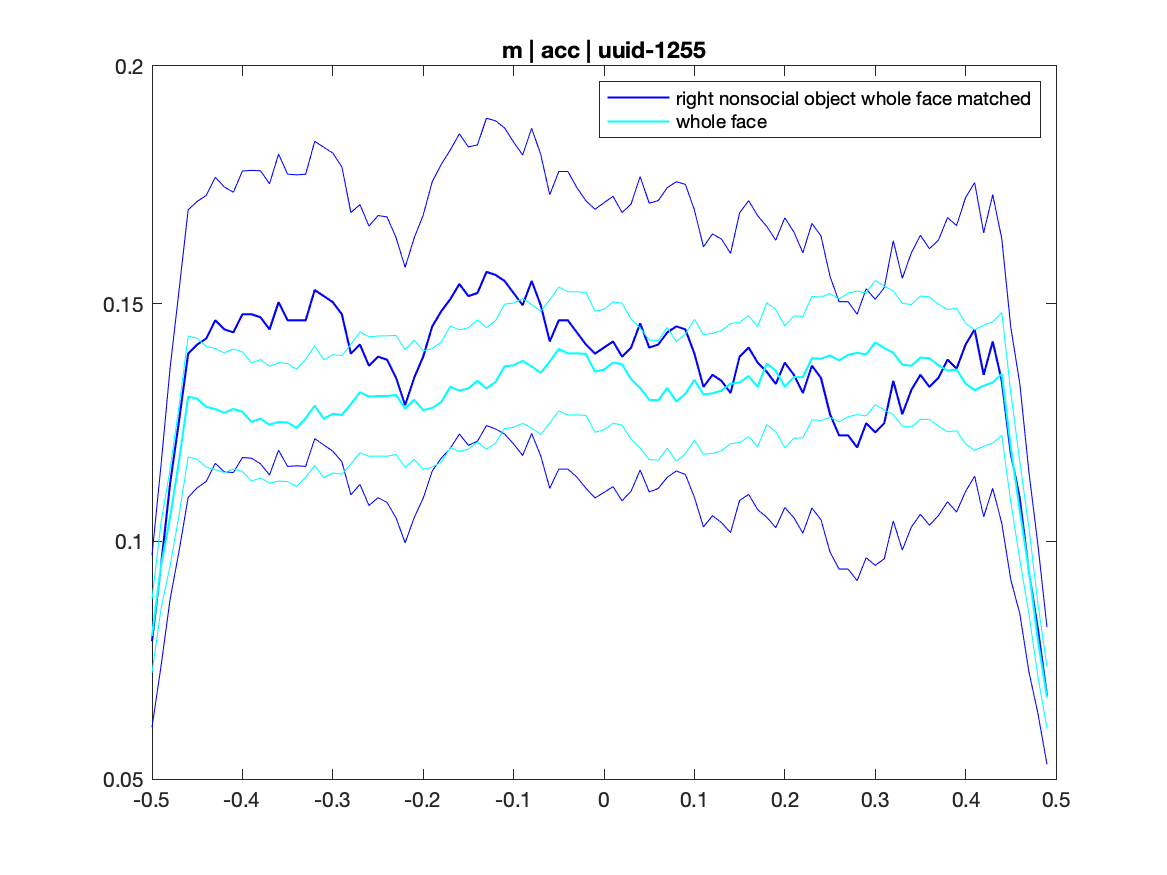 m | acc | uuid-1255
right nonsocial object whole face matched
whole face
0.2
0.15
0.1
0.05
-0.5 -0.4 -0.3 -0.2 -0.1 0 0.1 0.2 0.3 0.4 0.5